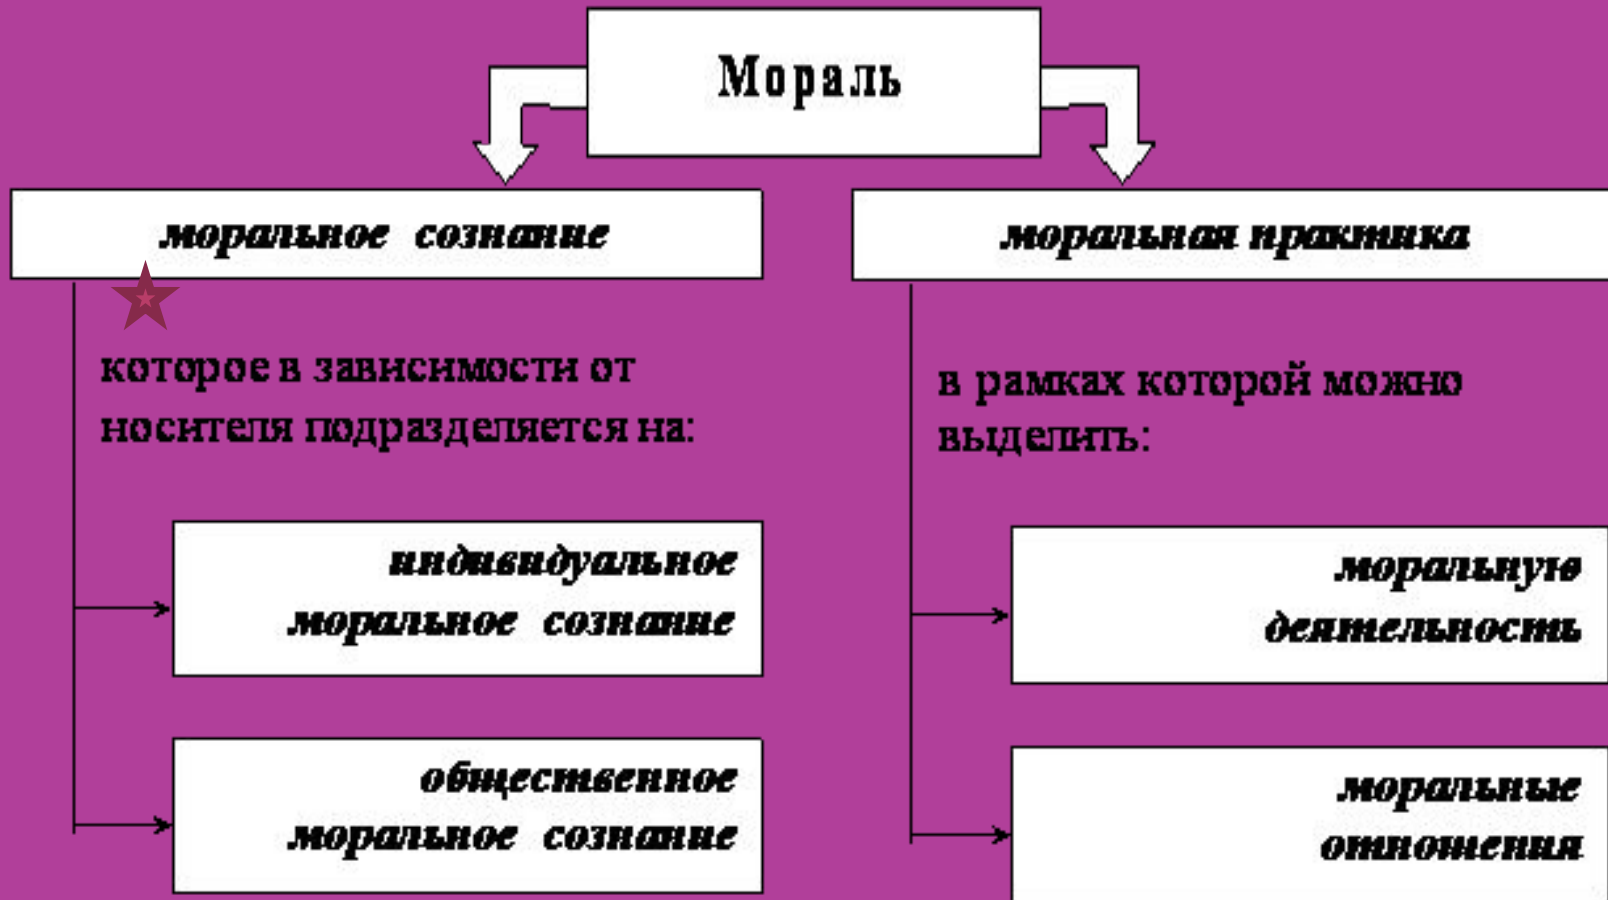 Мораль
моральное сознание
которое в зависимости от
носителя подразделяется на:
индивидуальное
моральное сознание
общественное
моральное сознание
моральная практика
в рамках которой можно
выделить:
моральную
деятельность
моральные
отношения